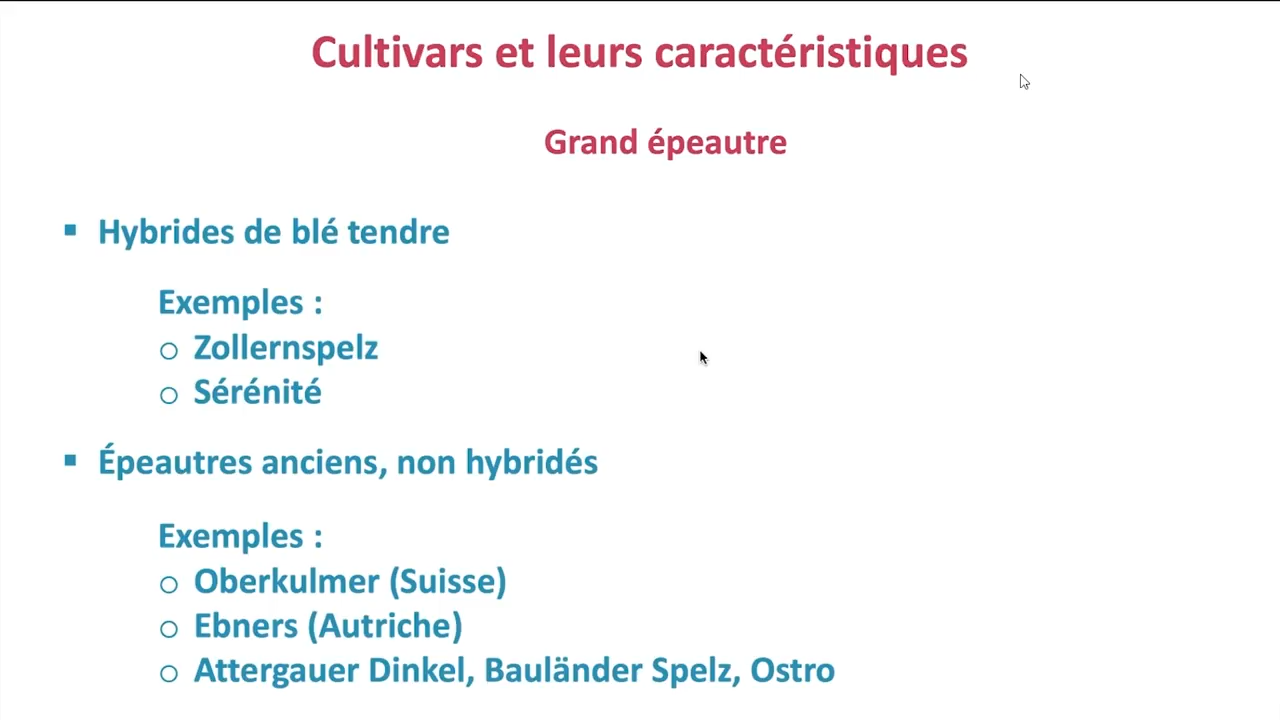 Cultivars et leurs caractéristiques
Grand épeautre
▪ Hybrides de blé tendre
Exemples :
o Zollernspelz
o Sérénité
▪ Épeautres anciens, non hybridés
Exemples :
o Oberkulmer (Suisse)
o Ebners (Autriche)
o Attergauer Dinkel, Bauländer Spelz, Ostro